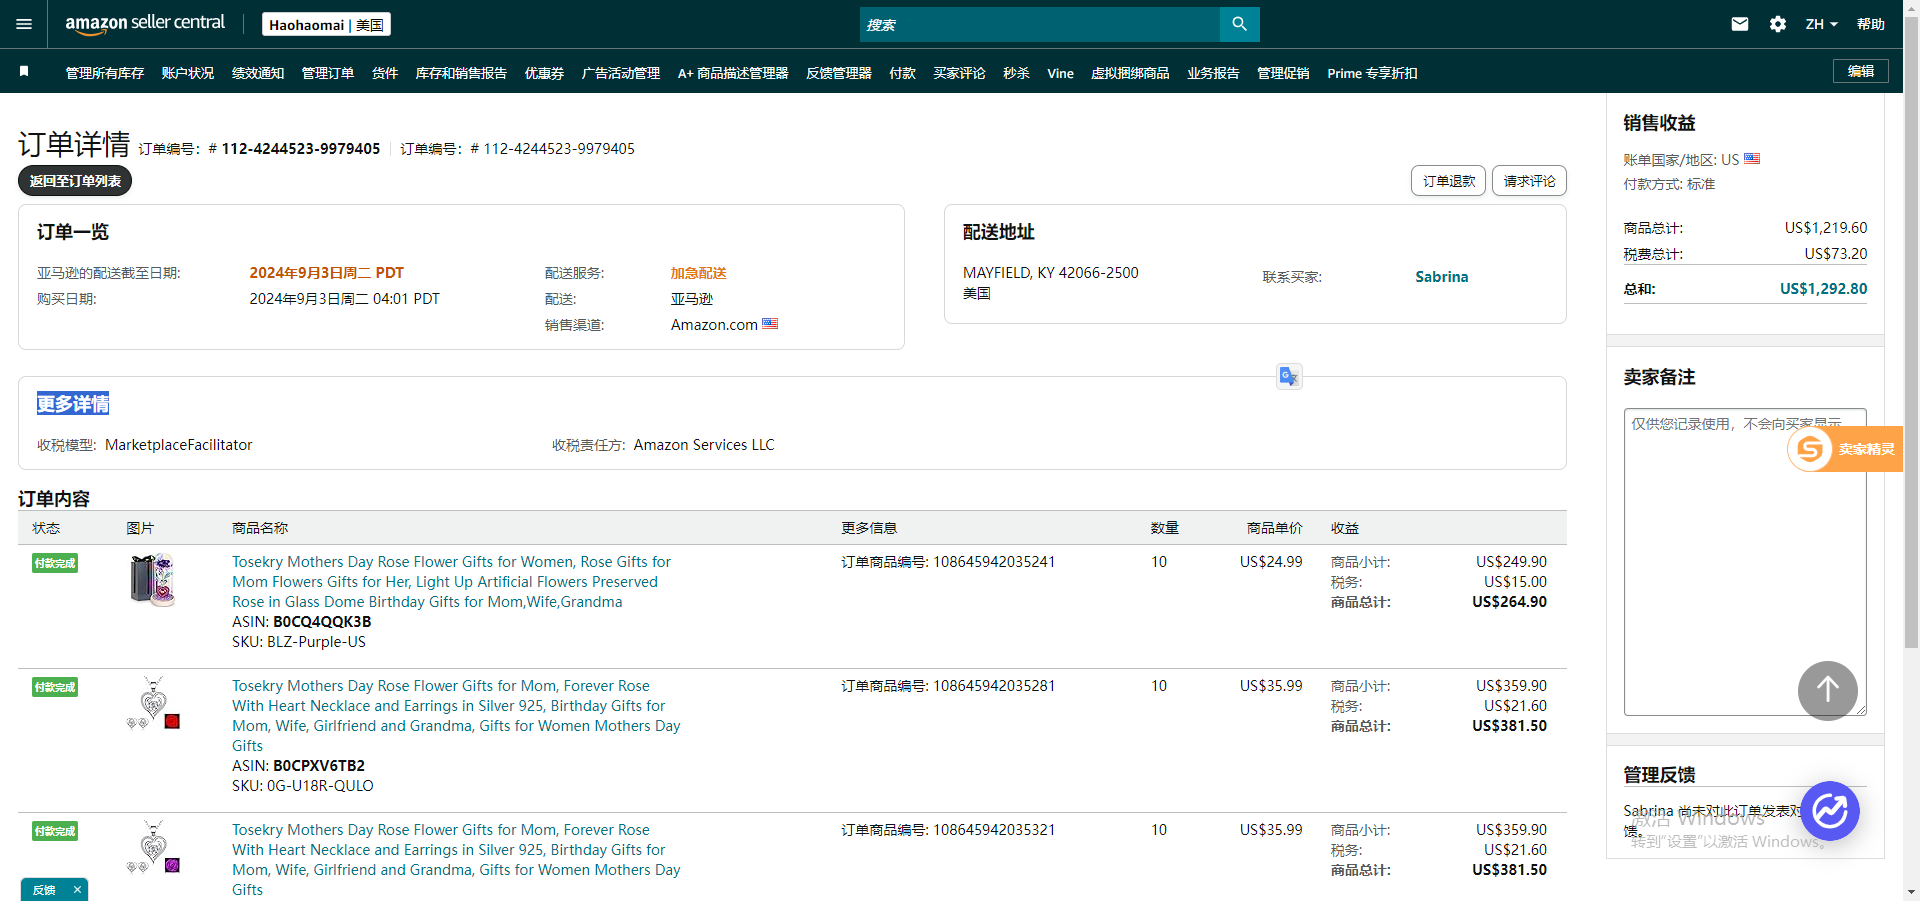 amazon seller central
Haohaomai | 美国
搜索
ZH
帮助
管理所有库存 账户状况 绩效通知 管理订单 货件 库存和销售报告 优惠券 广告活动管理 A+ 商品描述管理器 反馈管理器 付款 买家评论 秒杀 Vine 虚拟捆绑商品 业务报告 管理促销 Prime 专享折扣
编辑
订单详情 订单编号: # 112-4244523-9979405 订单编号: # 112-4244523-9979405
返回至订单列表
订单退款
请求评论
订单一览
亚马逊的配送截至日期: 2024年9月3日周二 PDT
购买日期: 2024年9月3日周二 04:01 PDT
配送服务: 加急配送
配送: 亚马逊
销售渠道: Amazon.com
配送地址
MAYFIELD, KY 42066-2500
美国
联系买家: Sabrina
更多详情
收税模型: MarketplaceFacilitator
收税责任方: Amazon Services LLC
订单内容
状态 图片 商品名称 更多信息 数量 商品单价 收益
付款完成
Tosekry Mothers Day Rose Flower Gifts for Women, Rose Gifts for
Mom Flowers Gifts for Her, Light Up Artificial Flowers Preserved
Rose in Glass Dome Birthday Gifts for Mom,Wife,Grandma
ASIN: B0CQ4QQK3B
SKU: BLZ-Purple-US
订单商品编号: 108645942035241
10
US$24.99
商品小计: US$249.90
税务: US$15.00
商品总计: US$264.90
付款完成
Tosekry Mothers Day Rose Flower Gifts for Mom, Forever Rose
With Heart Necklace and Earrings in Silver 925, Birthday Gifts for
Mom, Wife, Girlfriend and Grandma, Gifts for Women Mothers Day
Gifts
ASIN: B0CPXV6TB2
SKU: 0G-U18R-QULO
订单商品编号: 108645942035281
10
US$35.99
商品小计: US$359.90
税务: US$21.60
商品总计: US$381.50
付款完成
Tosekry Mothers Day Rose Flower Gifts for Mom, Forever Rose
With Heart Necklace and Earrings in Silver 925, Birthday Gifts for
Mom, Wife, Girlfriend and Grandma, Gifts for Women Mothers Day
Gifts
订单商品编号: 108645942035321
10
US$35.99
商品小计: US$359.90
税务: US$21.60
商品总计: US$381.50
反馈 ×
销售收益
账单国家/地区: US
付款方式: 标准
商品总计: US$1,219.60
税费总计: US$73.20
总和: US$1,292.80
卖家备注
仅供您记录使用，不会向买家显示
卖家精灵
管理反馈
Sabrina 尚未对此订单发表
馈。
激活 Windows
转到"设置"以激活 Windows。